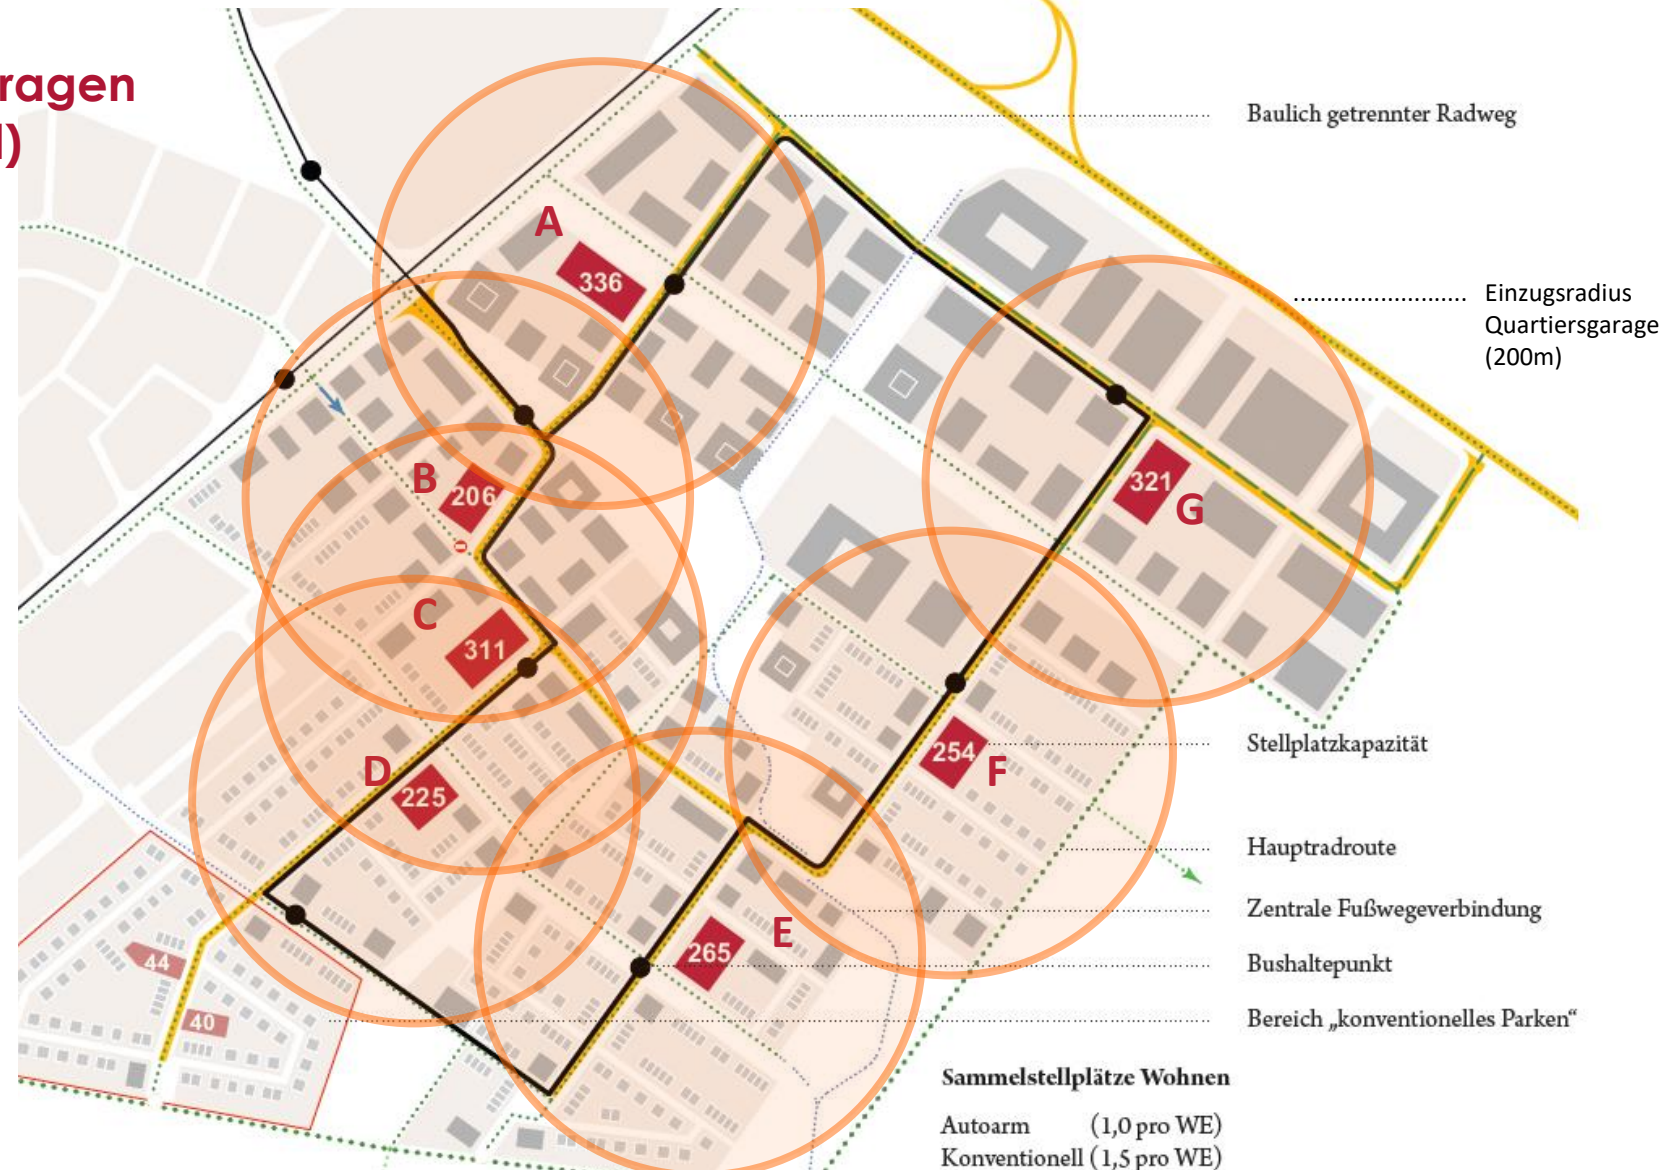 ragen
l)
Baulich getrennter Radweg
A
336
Einzugsradius
Quartiersgarage
(200m)
B
206
321
G
C
311
D
225
254
F
Stellplatzkapazität
Hauptradroute
Zentrale Fußwegeverbindung
E
265
44
Bushaltepunkt
40
Bereich „konventionelles Parken“
Sammelstellplätze Wohnen
Autoarm (1,0 pro WE)
Konventionell (1,5 pro WE)